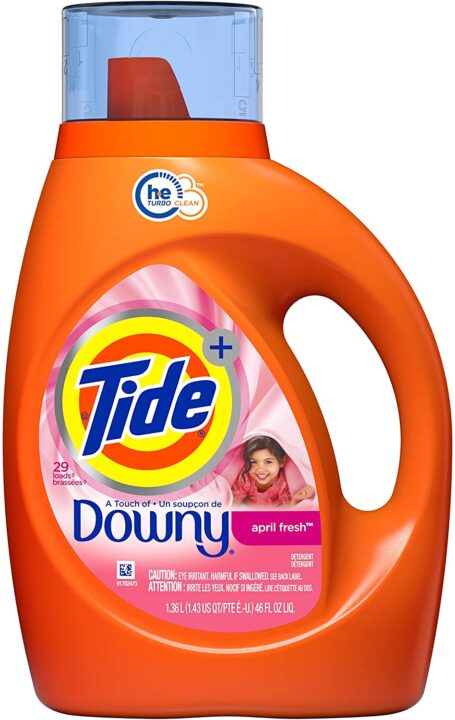 he™
TURBO CLEAN
Tide+
®
29
loads◊
brassées◊
A Touch of • Un soupçon de
Downy®
april fresh™
DETERGENT
DÉTERGENT
91702473
CAUTION: EYE IRRITANT. HARMFUL IF SWALLOWED. SEE BACK LABEL.
ATTENTION : IRRITE LES YEUX. NOCIF SI INGÉRÉ. LIRE L'ÉTIQUETTE AU DOS.
1.36 L (1.43 US QT/PTE É.-U.) 46 FL OZ LIQ.